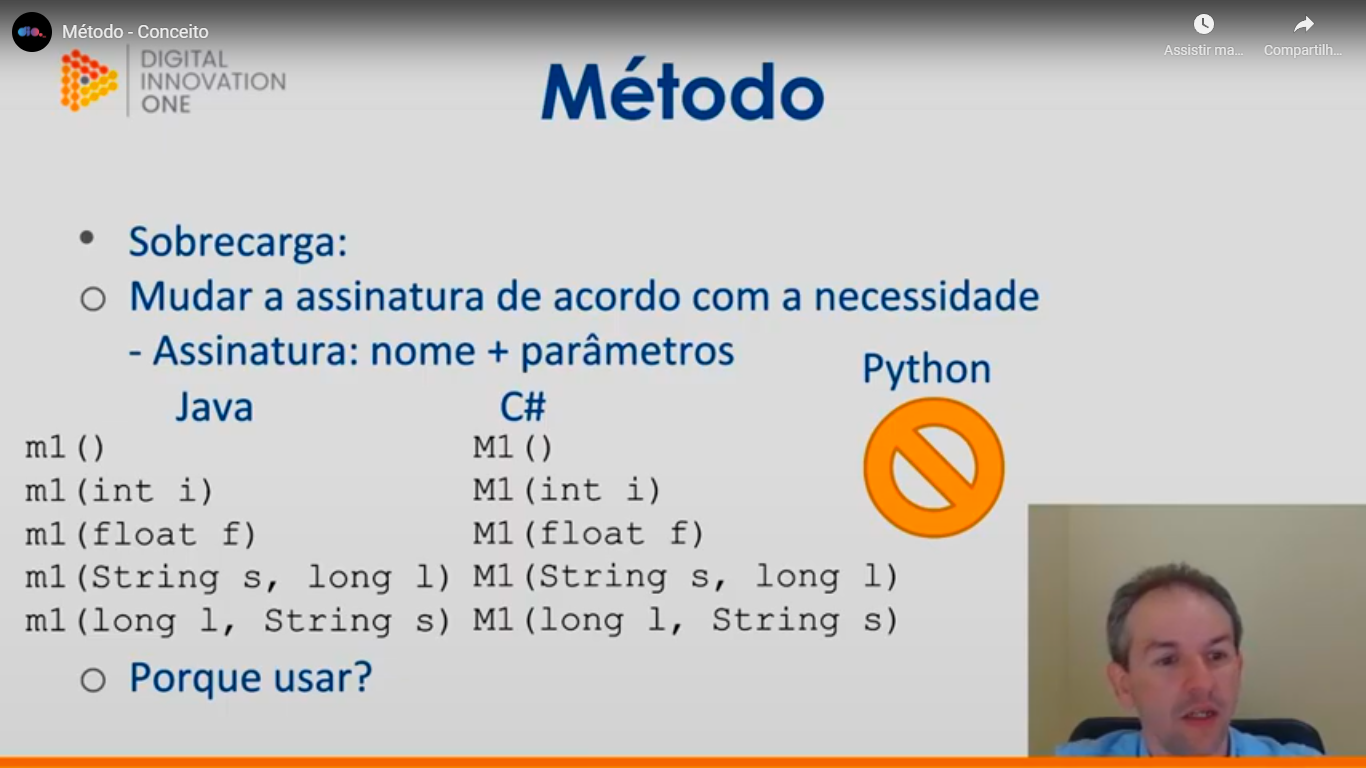 Método - Conceito
Assistir ma...
Compartilh...
DIGITAL
INNOVATION
ONE
Método
Sobrecarga:
Mudar a assinatura de acordo com a necessidade
- Assinatura: nome + parâmetros
Python
Java C#
m1() M1()
m1(int i) M1(int i)
m1(float f) M1(float f)
m1(String s, long l) M1(String s, long l)
m1(long l, String s) M1(long l, String s)
Porque usar?